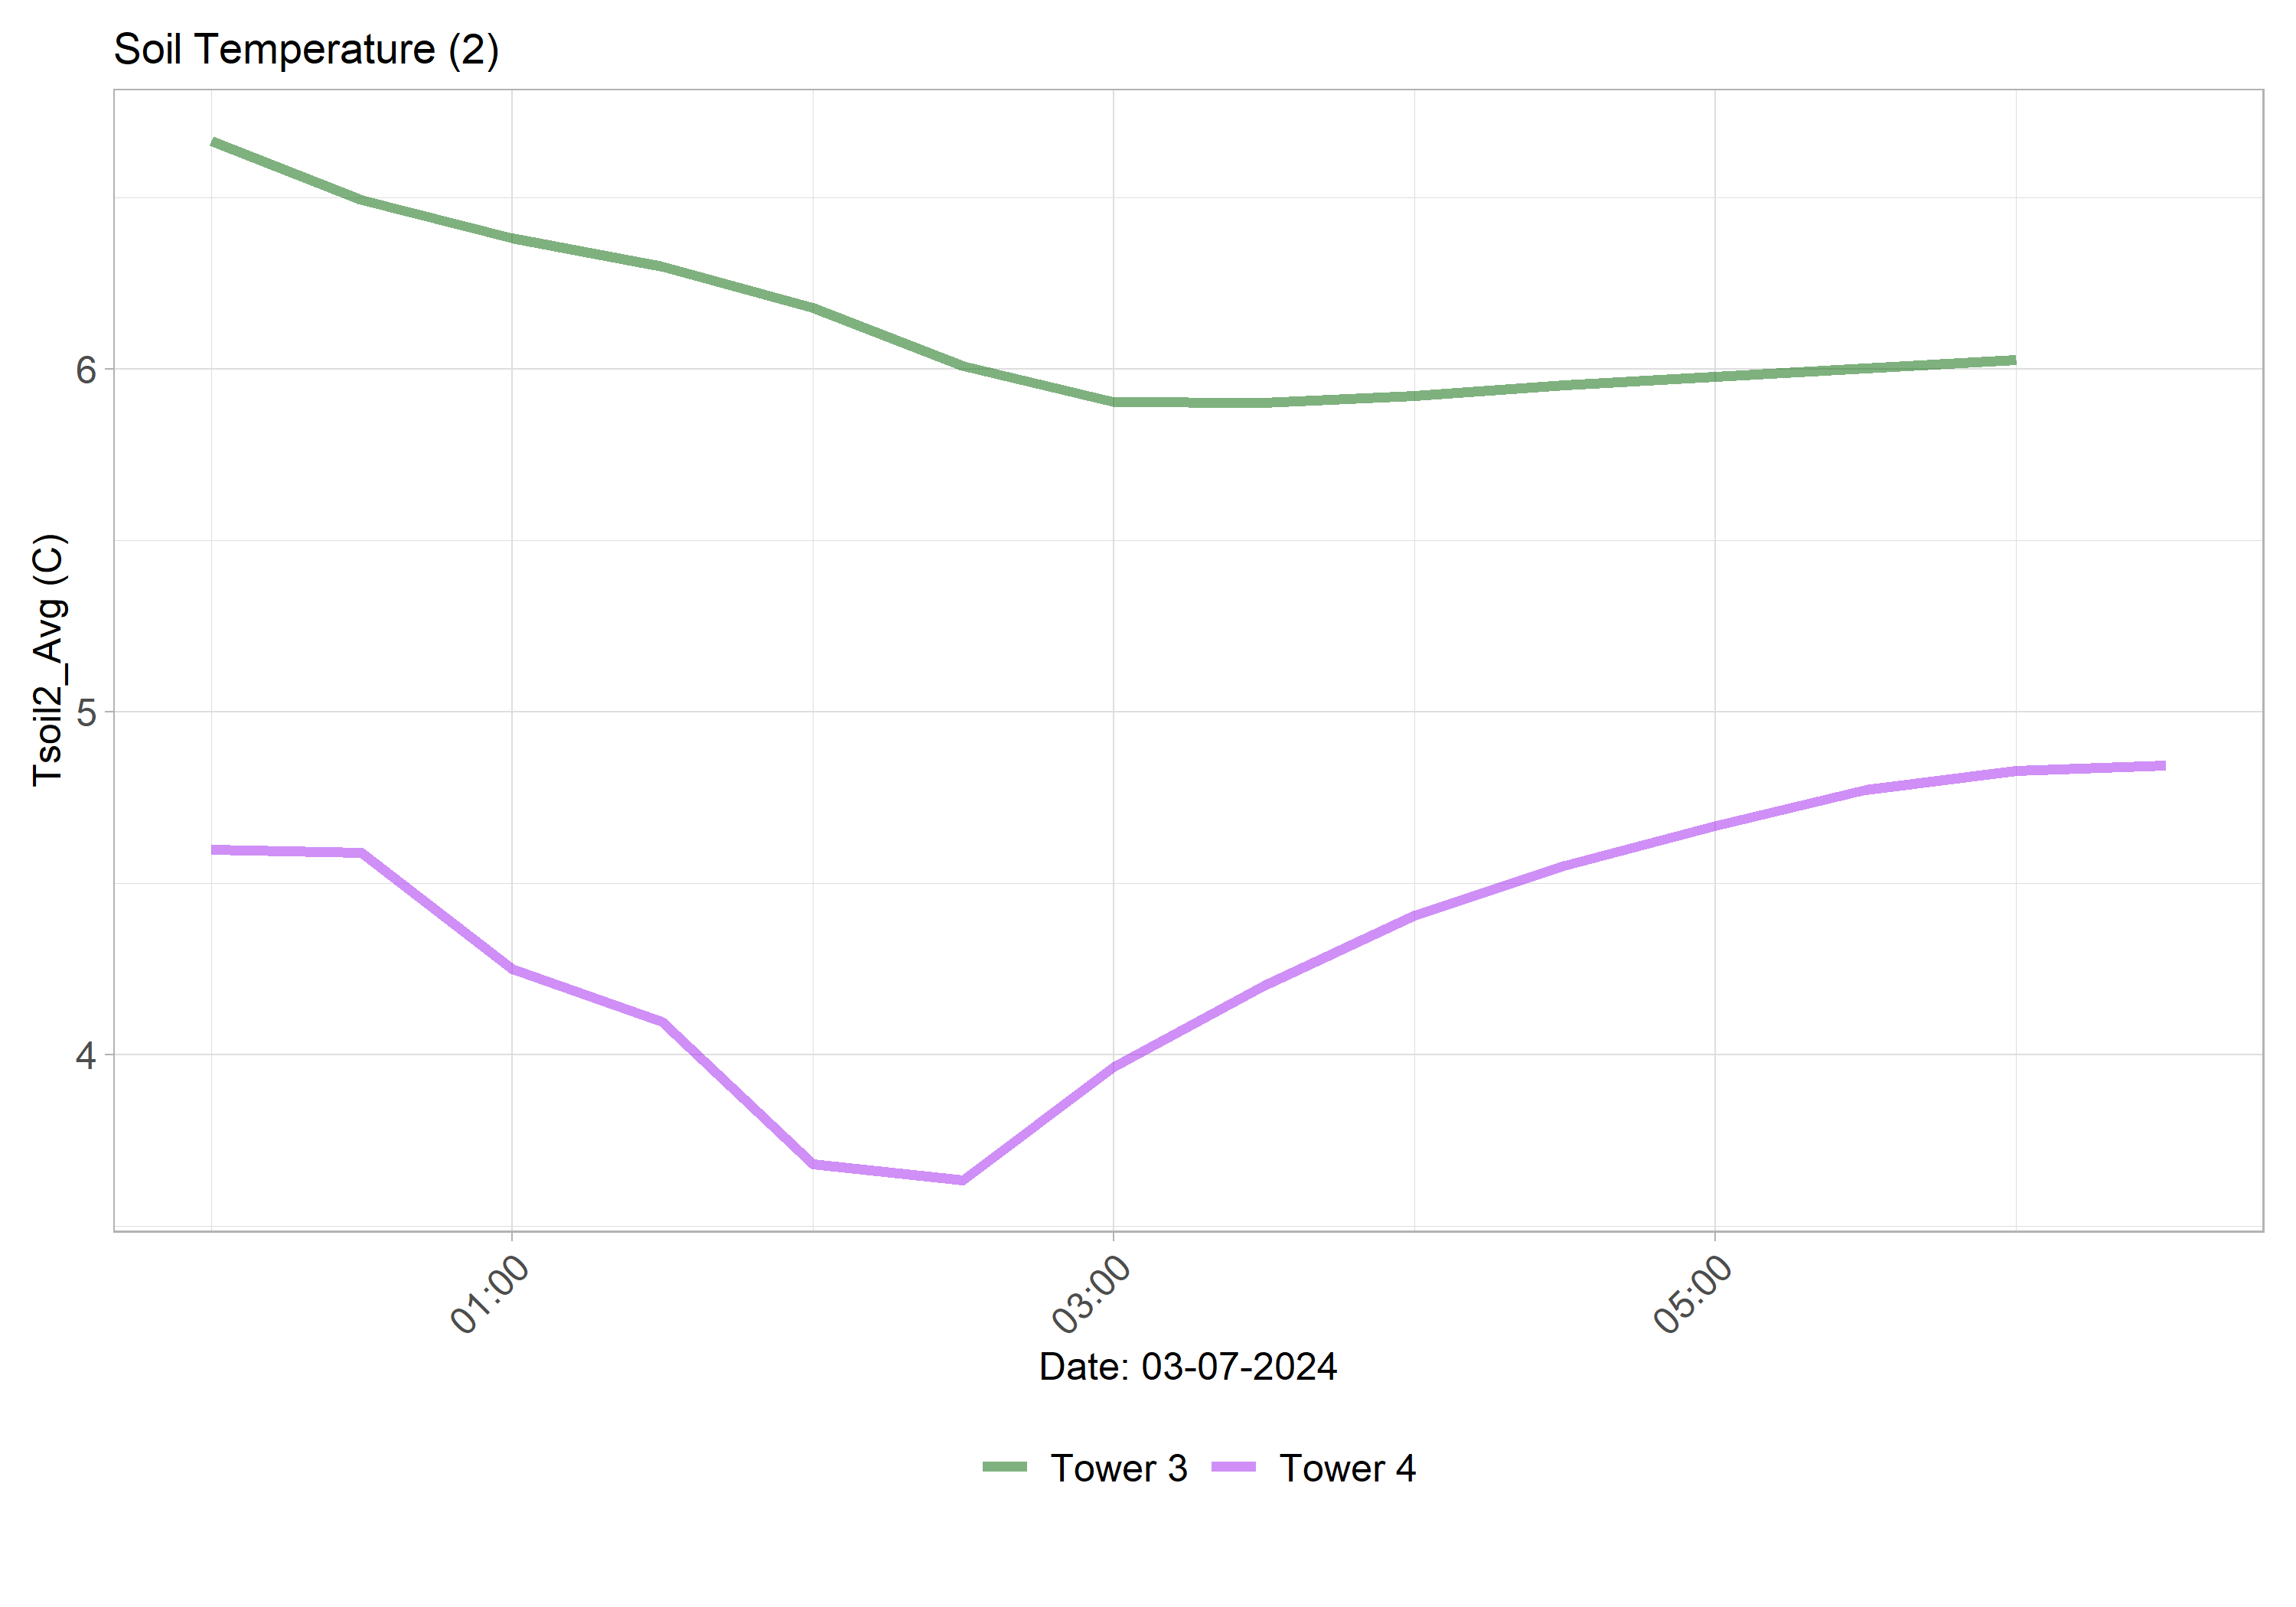 Soil Temperature (2)
Tsoil2_Avg (C)
6
5
4
01:00
03:00
05:00
Date: 03-07-2024
Tower 3
Tower 4